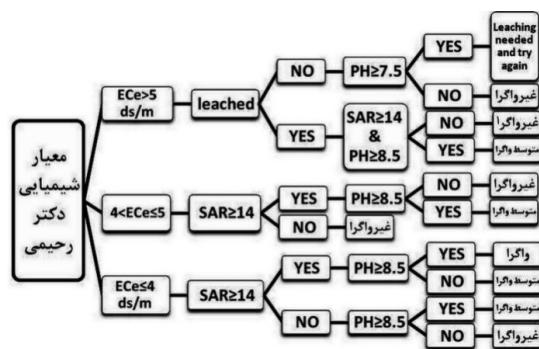 معیار
شیمیایی
دکتر
رحیمی
ECe>5
ds/m
leached
NO
PH≥7.5
YES
Leaching
needed
and try
again
NO
غیرواگرا
YES
SAR≥14
&
PH≥8.5
NO
غیرواگرا
YES
متوسط واگرا
4<ECe≤5
SAR≥14
YES
PH≥8.5
NO
غیرواگرا
YES
متوسط واگرا
NO
غیرواگرا
ECe≤4
ds/m
SAR≥14
YES
PH≥8.5
YES
واگرا
NO
متوسط واگرا
NO
PH≥8.5
YES
متوسط واگرا
NO
غیرواگرا